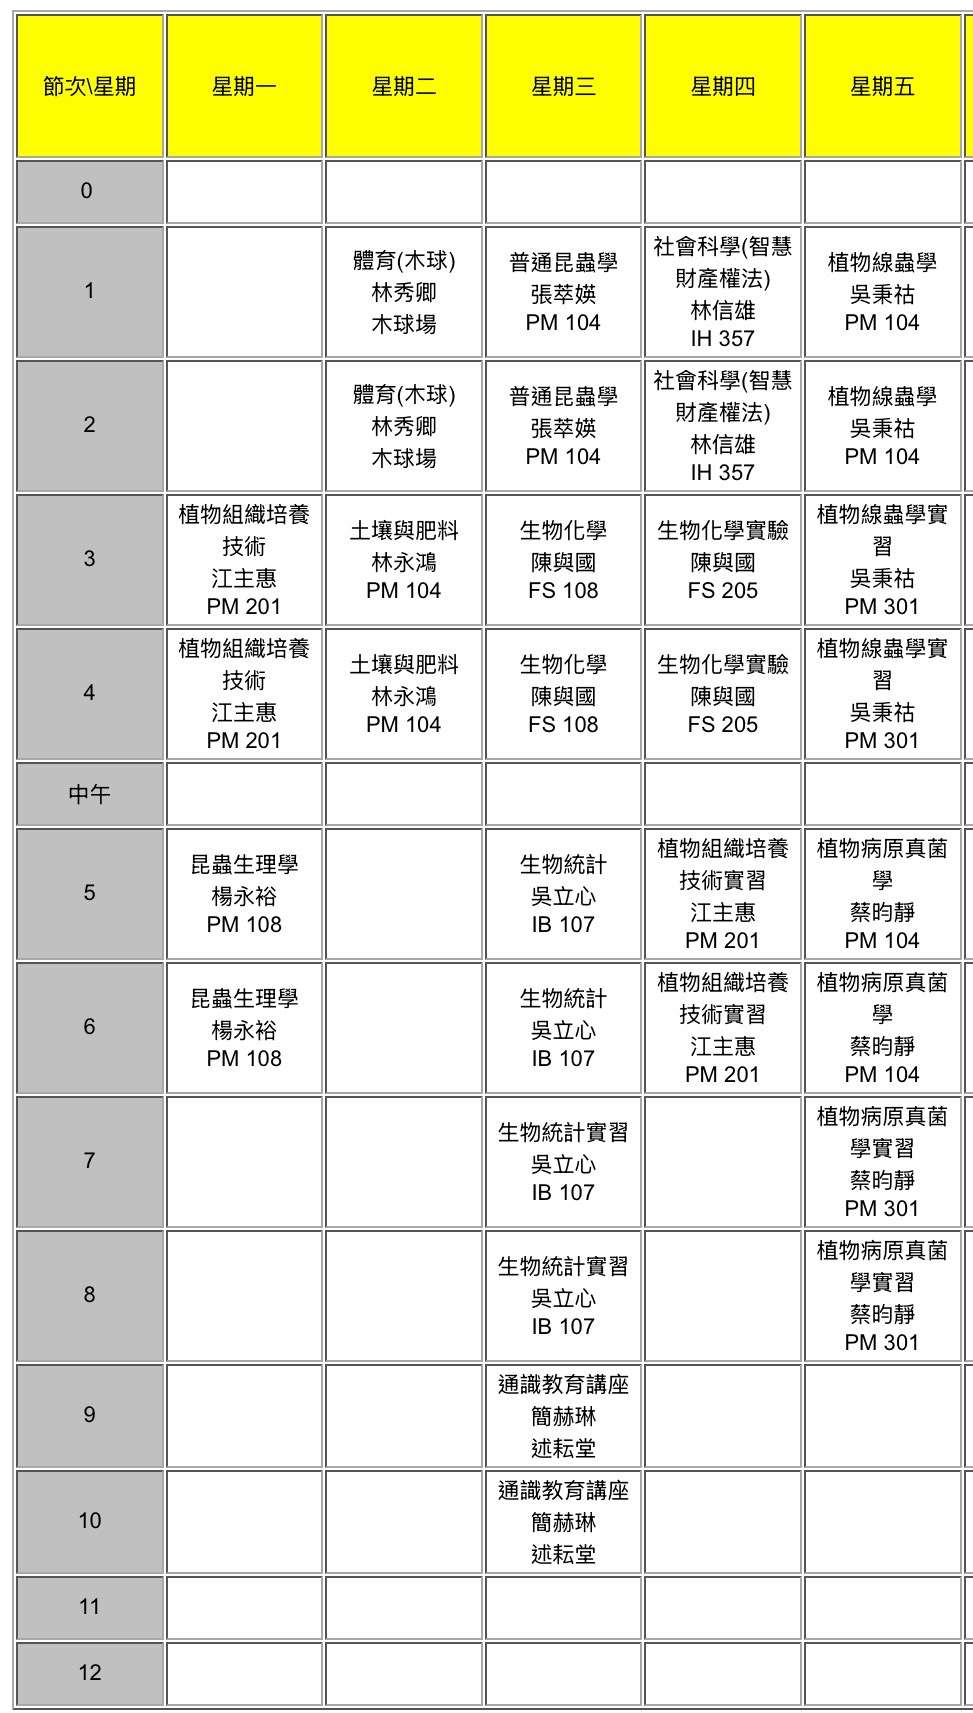 節次\星期 星期一 星期二 星期三 星期四 星期五
0
1
體育(木球)
林秀卿
木球場
普通昆蟲學
張萃媖
PM 104
社會科學(智慧
財產權法)
林信雄
IH 357
植物線蟲學
吳秉祜
PM 104
2
體育(木球)
林秀卿
木球場
普通昆蟲學
張萃媖
PM 104
社會科學(智慧
財產權法)
林信雄
IH 357
植物線蟲學
吳秉祜
PM 104
3
植物組織培養
技術
江主惠
PM 201
土壤與肥料
林永鴻
PM 104
生物化學
陳與國
FS 108
生物化學實驗
陳與國
FS 205
植物線蟲學實
習
吳秉祜
PM 301
4
植物組織培養
技術
江主惠
PM 201
土壤與肥料
林永鴻
PM 104
生物化學
陳與國
FS 108
生物化學實驗
陳與國
FS 205
植物線蟲學實
習
吳秉祜
PM 301
中午
5
昆蟲生理學
楊永裕
PM 108
生物統計
吳立心
IB 107
植物組織培養
技術實習
江主惠
PM 201
植物病原真菌
學
蔡昀靜
PM 104
6
昆蟲生理學
楊永裕
PM 108
生物統計
吳立心
IB 107
植物組織培養
技術實習
江主惠
PM 201
植物病原真菌
學
蔡昀靜
PM 104
7
生物統計實習
吳立心
IB 107
植物病原真菌
學實習
蔡昀靜
PM 301
8
生物統計實習
吳立心
IB 107
植物病原真菌
學實習
蔡昀靜
PM 301
9
通識教育講座
簡赫琳
述耘堂
10
通識教育講座
簡赫琳
述耘堂
11
12